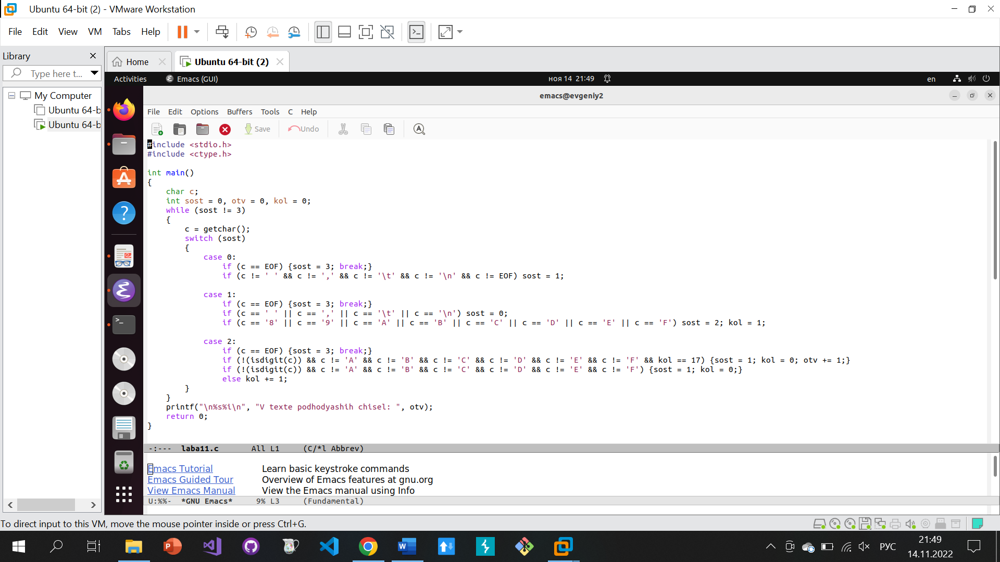 Ubuntu 64-bit (2) - VMware Workstation
File Edit View VM Tabs Help
Library
Type here t...
My Computer
Ubuntu 64-b
Ubuntu 64-b
Home
Ubuntu 64-bit (2)
Activities Emacs (GUI) ноя 14 21:49 en
emacs@evgeniy2
File Edit Options Buffers Tools C Help
Save Undo
#include <stdio.h>
#include <ctype.h>
int main()
{
char c;
int sost = 0, otv = 0, kol = 0;
while (sost != 3)
{
c = getchar();
switch (sost)
{
case 0:
if (c == EOF) {sost = 3; break;}
if (c != ' ' && c != ',' && c != '\t' && c != '\n' && c != EOF) sost = 1;
case 1:
if (c == EOF) {sost = 3; break;}
if (c == ' ' || c == ',' || c == '\t' || c == '\n') sost = 0;
if (c == '8' || c == '9' || c == 'A' || c == 'B' || c == 'C' || c == 'D' || c == 'E' || c == 'F') sost = 2; kol = 1;
case 2:
if (c == EOF) {sost = 3; break;}
if (!(isdigit(c)) && c != 'A' && c != 'B' && c != 'C' && c != 'D' && c != 'E' && c != 'F' && kol == 17) {sost = 1; kol = 0; otv += 1;}
if (!(isdigit(c)) && c != 'A' && c != 'B' && c != 'C' && c != 'D' && c != 'E' && c != 'F') {sost = 1; kol = 0;}
else kol += 1;
}
}
printf("\n%s%i\n", "V texte podhodyashih chisel: ", otv);
return 0;
}
-:--- laba11.c All L1 (C/*l Abbrev)
Emacs Tutorial Learn basic keystroke commands
Emacs Guided Tour Overview of Emacs features at gnu.org
View Emacs Manual View the Emacs manual using Info
U:%%- *GNU Emacs* 9% L3 (Fundamental)
To direct input to this VM, move the mouse pointer inside or press Ctrl+G.
РУС
21:49
14.11.2022